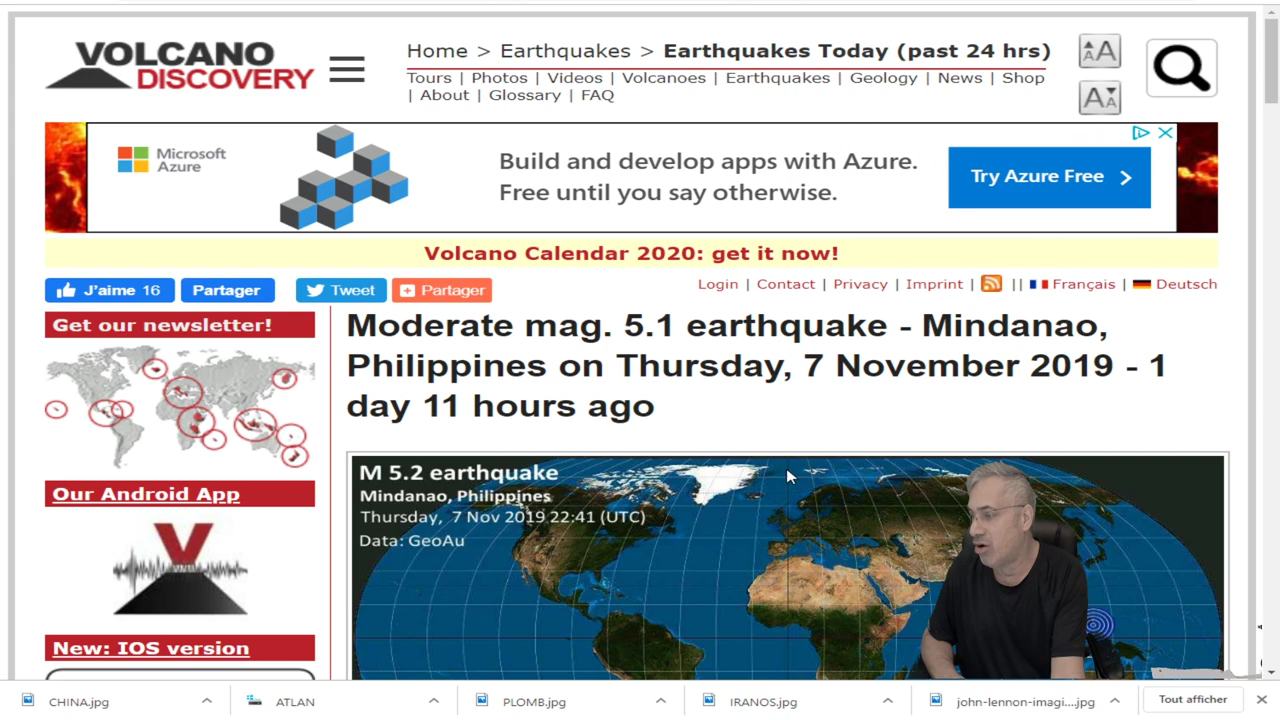 VOLCANO
DISCOVERY
Home > Earthquakes > Earthquakes Today (past 24 hrs)
Tours | Photos | Videos | Volcanoes | Earthquakes | Geology | News | Shop
| About | Glossary | FAQ
AA
AA
Microsoft
Azure
Build and develop apps with Azure.
Free until you say otherwise.
Try Azure Free >
Volcano Calendar 2020: get it now!
J'aime 16
Partager
Tweet
Partager
Login | Contact | Privacy | Imprint | || Français | Deutsch
Get our newsletter!
Our Android App
New: IOS version
Moderate mag. 5.1 earthquake - Mindanao,
Philippines on Thursday, 7 November 2019 - 1
day 11 hours ago
M 5.2 earthquake
Mindanao, Philippines
Thursday, 7 Nov 2019 22:41 (UTC)
Data: GeoAu
CHINA.jpg
ATLAN
PLOMB.jpg
IRANOS.jpg
john-lennon-imagi....jpg
Tout afficher